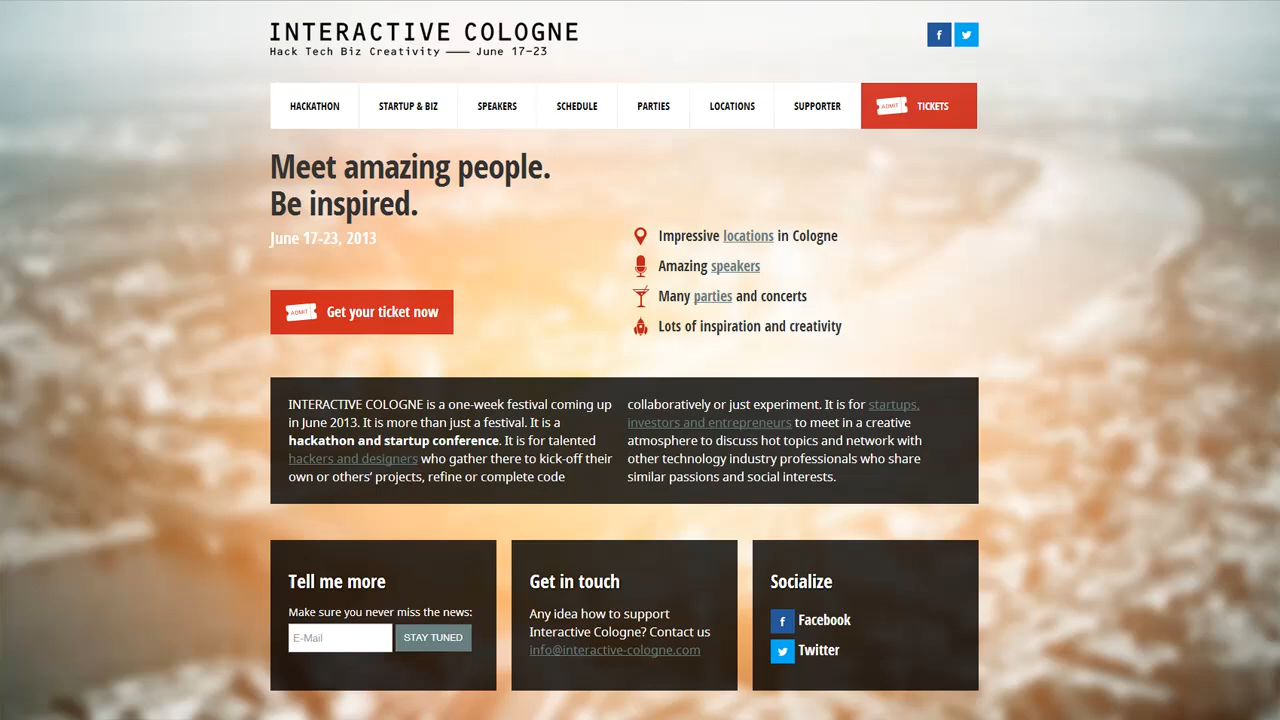 INTERACTIVE COLOGNE
Hack Tech Biz Creativity —— June 17-23
HACKATHON
STARTUP & BIZ
SPEAKERS
SCHEDULE
PARTIES
LOCATIONS
SUPPORTER
ADMIT
TICKETS
Meet amazing people.
Be inspired.
June 17-23, 2013
ADMIT
Get your ticket now
Impressive locations in Cologne
Amazing speakers
Many parties and concerts
Lots of inspiration and creativity
INTERACTIVE COLOGNE is a one-week festival coming up
in June 2013. It is more than just a festival. It is a
hackathon and startup conference. It is for talented
hackers and designers who gather there to kick-off their
own or others’ projects, refine or complete code
collaboratively or just experiment. It is for startups,
investors and entrepreneurs to meet in a creative
atmosphere to discuss hot topics and network with
other technology industry professionals who share
similar passions and social interests.
Tell me more
Make sure you never miss the news:
E-Mail
STAY TUNED
Get in touch
Any idea how to support
Interactive Cologne? Contact us
info@interactive-cologne.com
Socialize
Facebook
Twitter